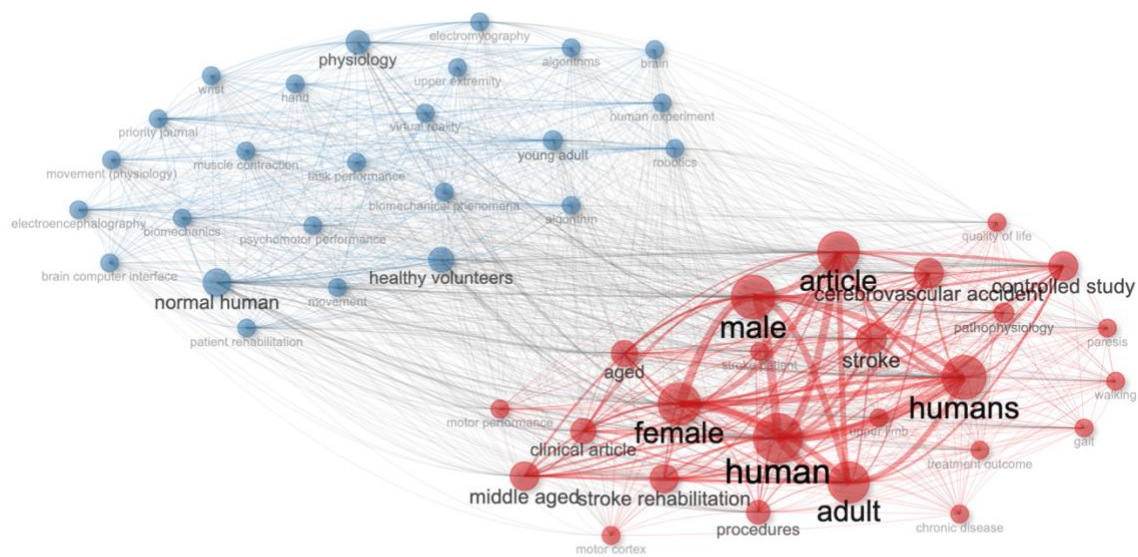 electromyography
physiology
algorithms
brain
upper extremity
wrist
hand
human experiment
priority journal
virtual reality
young adult
robotics
muscle contraction
movement (physiology)
task performance
biomechanical phenomena
algorithm
electroencephalography
biomechanics
psychomotor performance
quality of life
brain computer interface
healthy volunteers
article
controlled study
cerebrovascular accident
normal human
movement
male
pathophysiology
patient rehabilitation
paresis
stroke
stroke patient
aged
walking
humans
motor performance
female
upper limb
gait
clinical article
treatment outcome
human
middle aged
stroke rehabilitation
adult
procedures
chronic disease
motor cortex